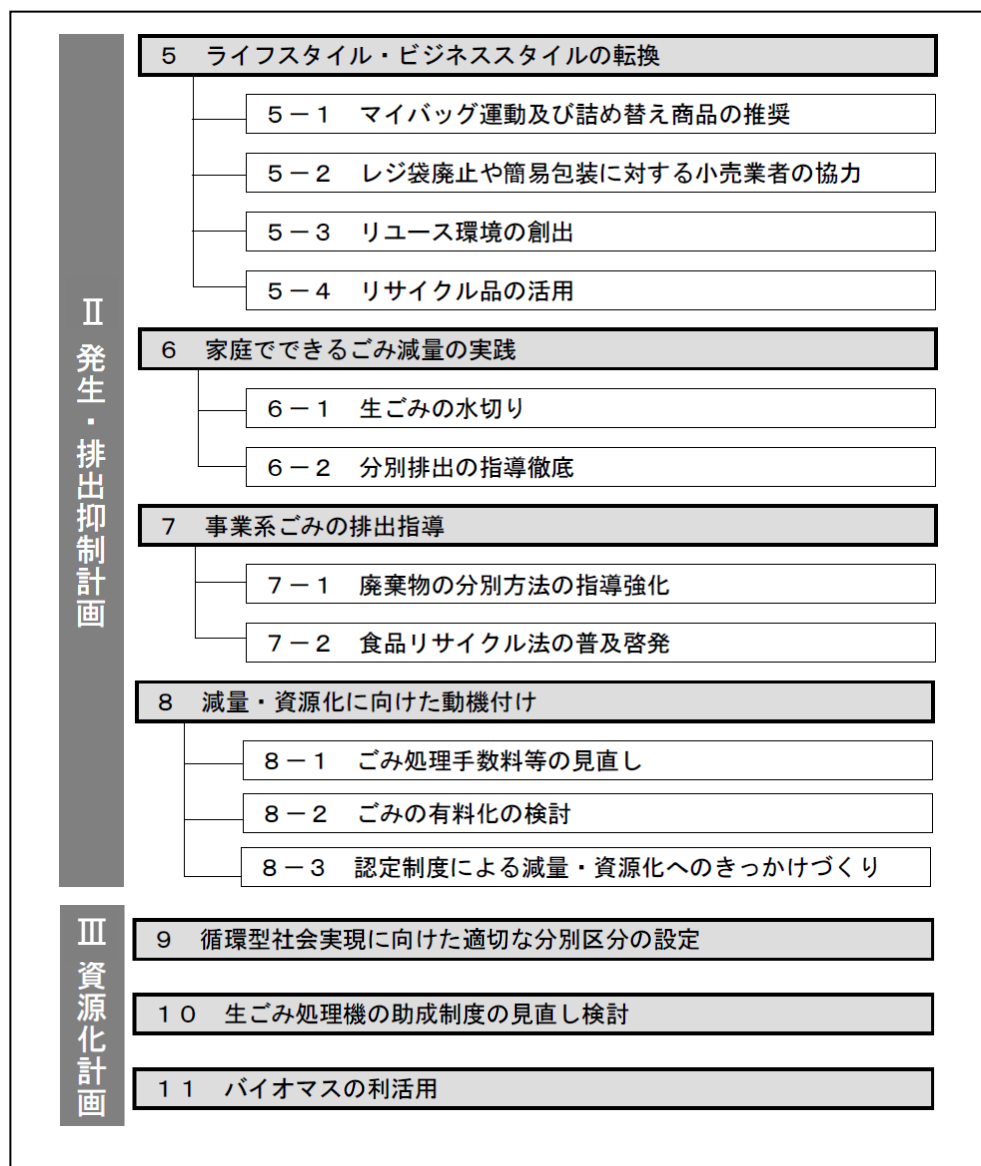 Ⅱ 発生・排出抑制計画
５　ライフスタイル・ビジネススタイルの転換
５－１　マイバッグ運動及び詰め替え商品の推奨
５－２　レジ袋廃止や簡易包装に対する小売業者の協力
５－３　リユース環境の創出
５－４　リサイクル品の活用
６　家庭でできるごみ減量の実践
６－１　生ごみの水切り
６－２　分別排出の指導徹底
７　事業系ごみの排出指導
７－１　廃棄物の分別方法の指導強化
７－２　食品リサイクル法の普及啓発
８　減量・資源化に向けた動機付け
８－１　ごみ処理手数料等の見直し
８－２　ごみの有料化の検討
８－３　認定制度による減量・資源化へのきっかけづくり
Ⅲ 資源化計画
９　循環型社会実現に向けた適切な分別区分の設定
１０　生ごみ処理機の助成制度の見直し検討
１１　バイオマスの利活用